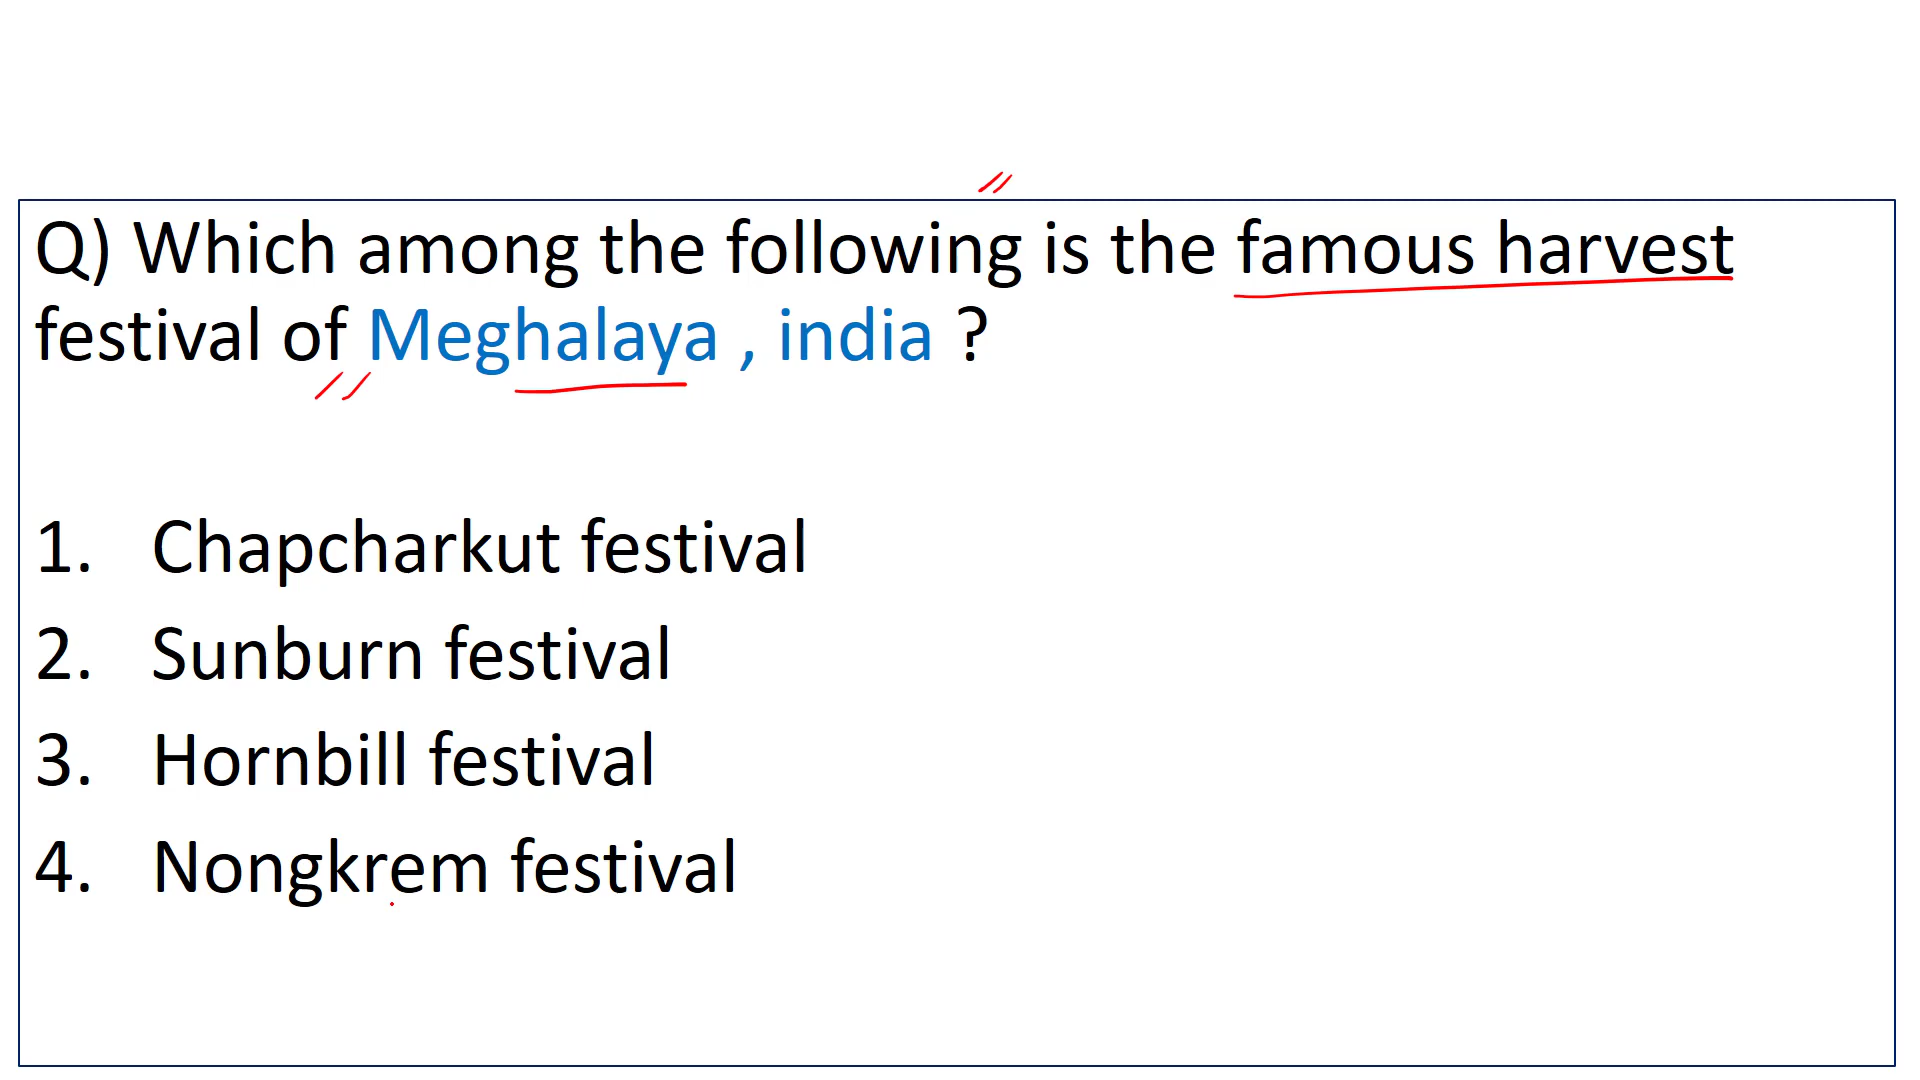 Q) Which among the following is the famous harvest
festival of Meghalaya , india ?
1. Chapcharkut festival
2. Sunburn festival
3. Hornbill festival
4. Nongkrem festival